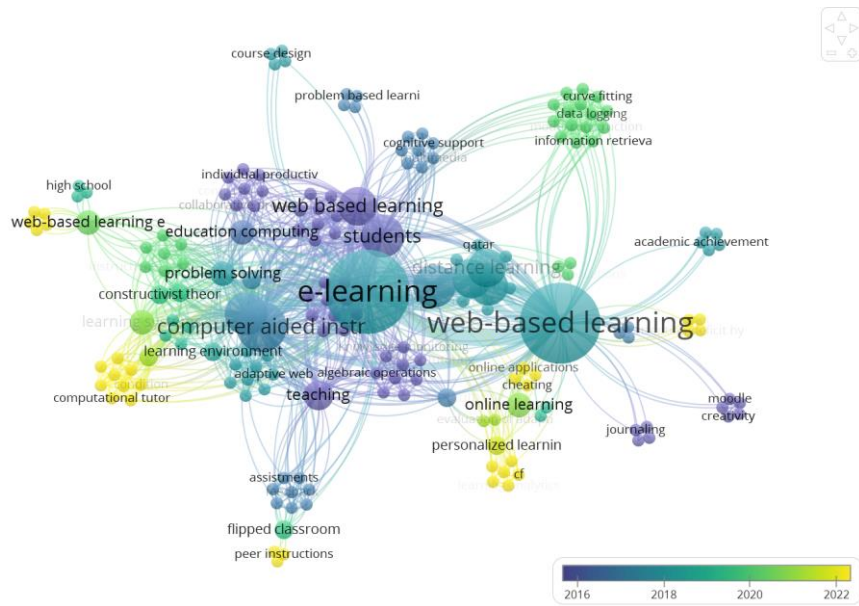 course design
problem based learni
curve fitting
data logging
information retrieva
cognitive support
individual productiv
high school
web based learning
web-based learning e
education computing
students
qatar
academic achievement
distance learning
problem solving
constructivist theor
e-learning
web-based learning
computer aided instr
learning environment
online applications
adaptive web
algebraic operations
cheating
computational tutor
teaching
online learning
moodle
creativity
journaling
personalized learnin
cf
assistments
flipped classroom
peer instructions
2016
2018
2020
2022